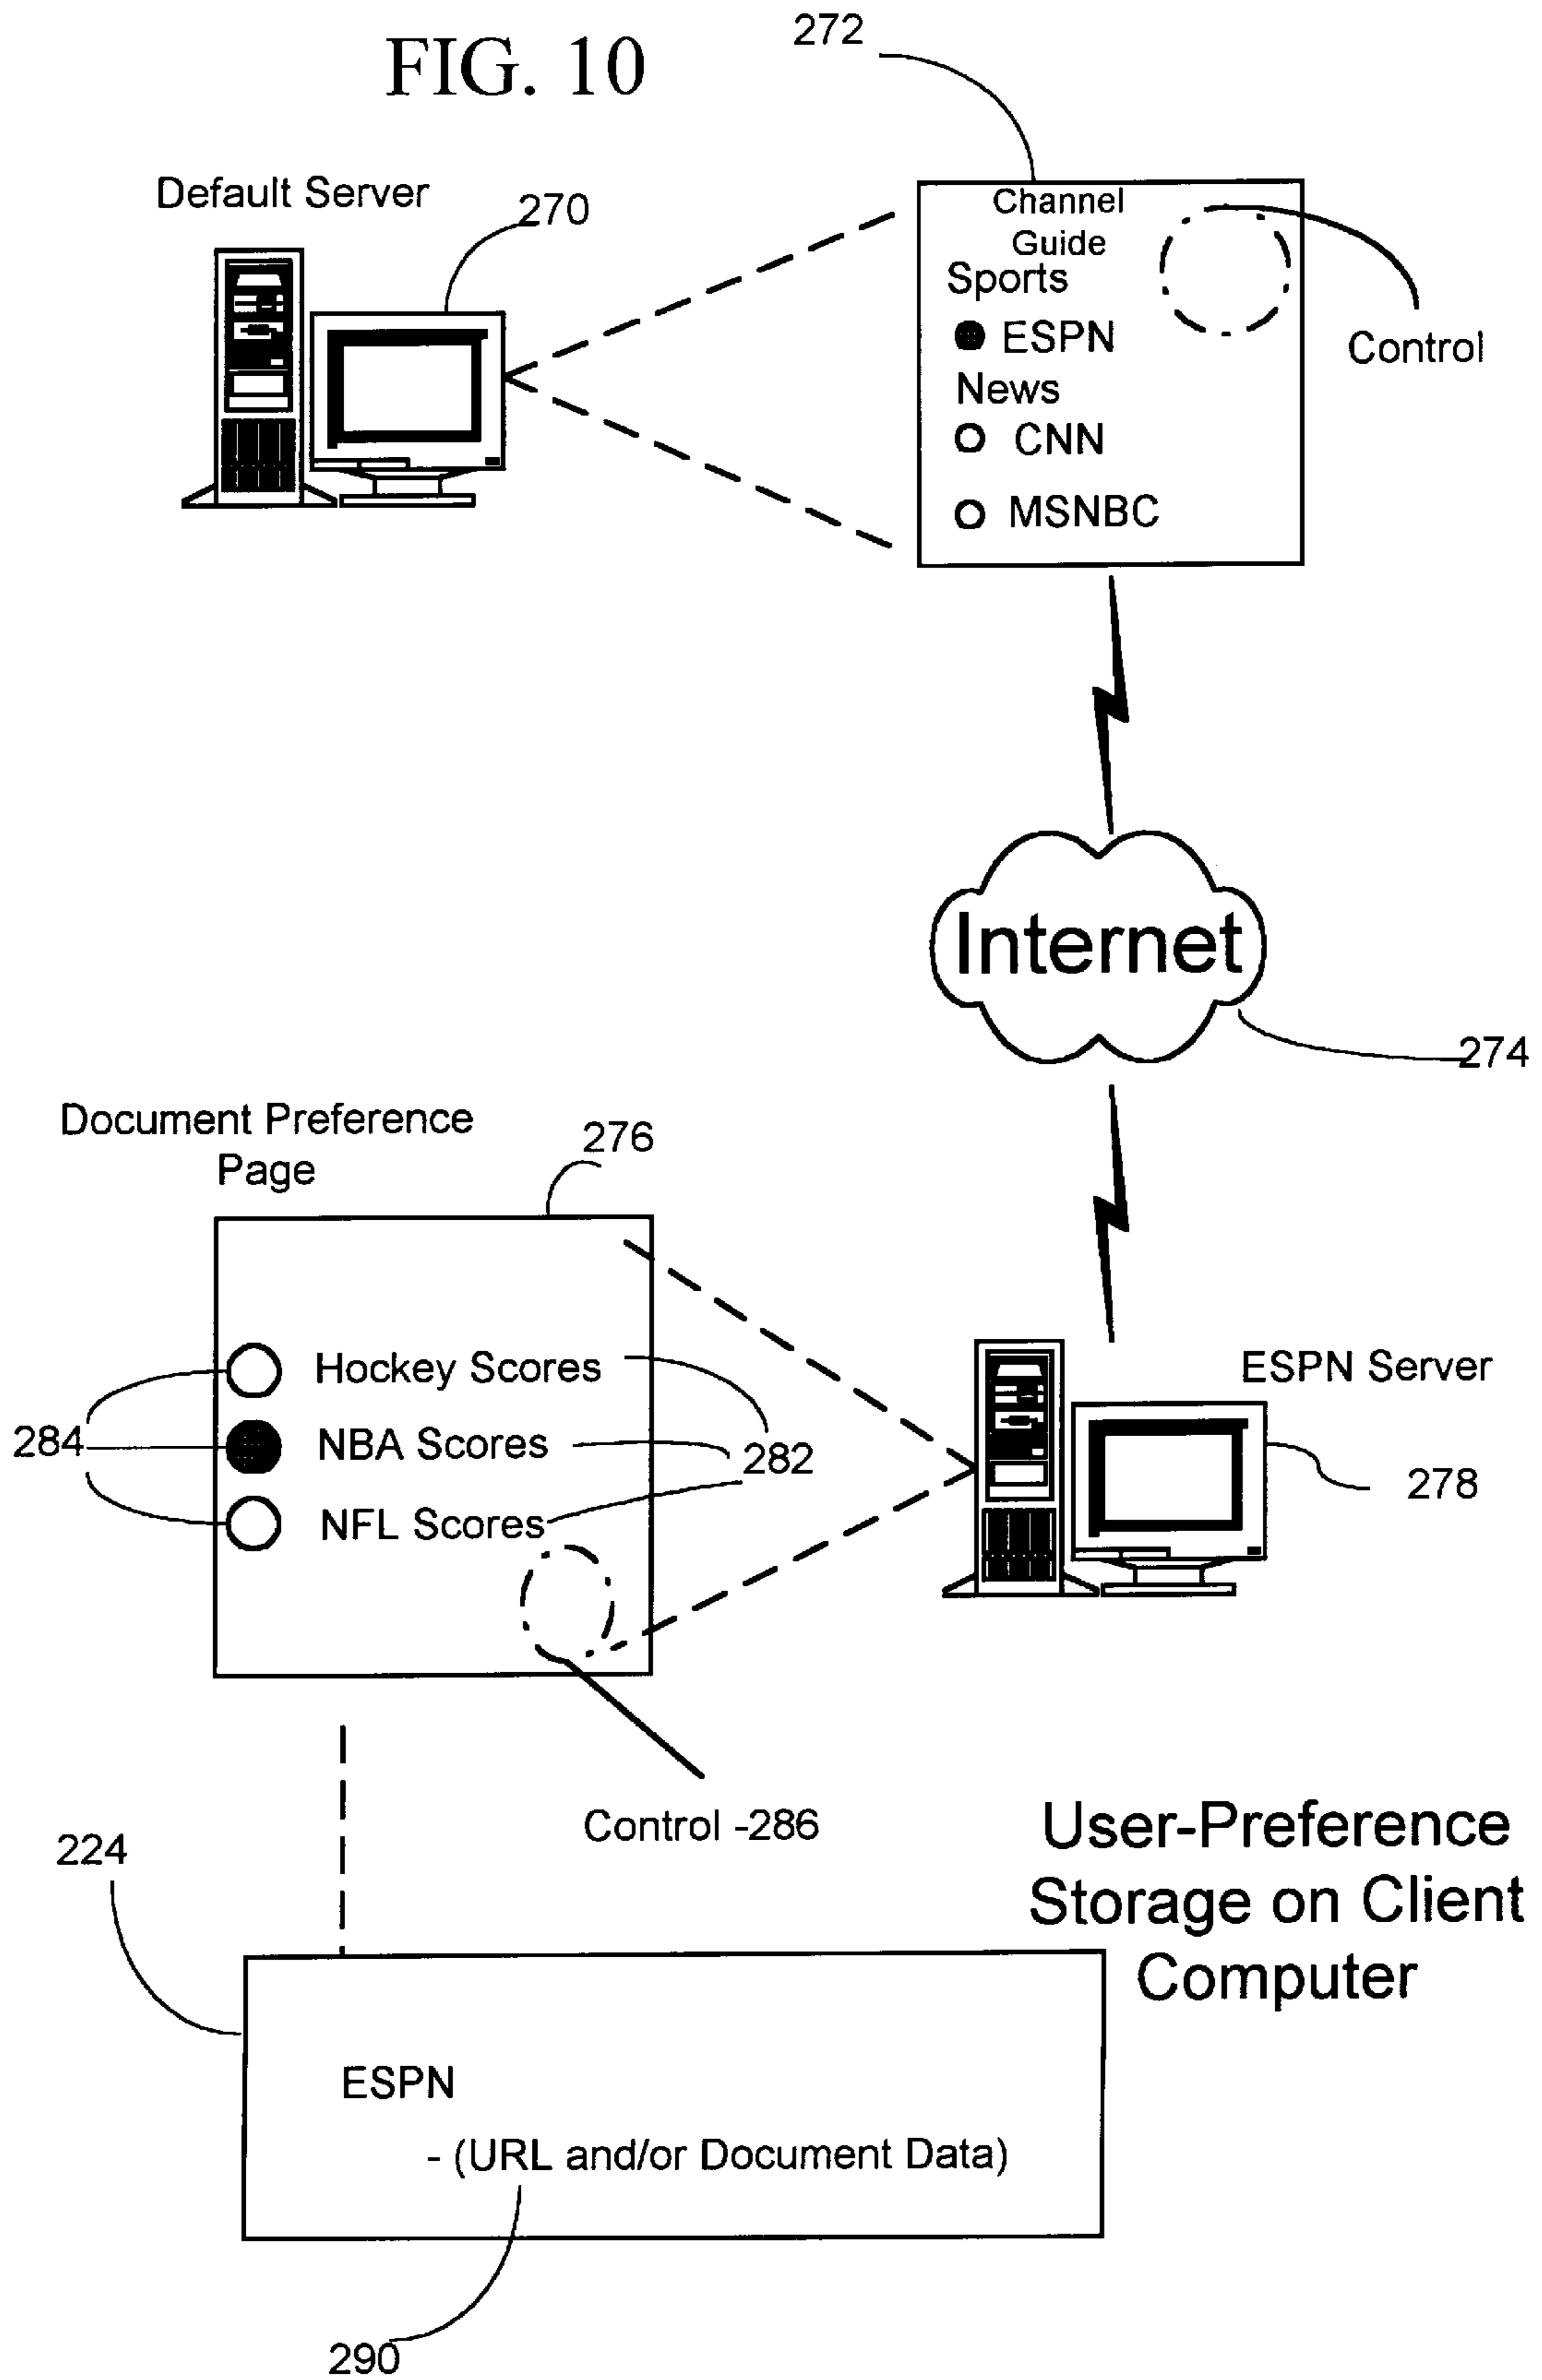 FIG. 10
272
Default Server
270
Channel
Guide
Sports
ESPN
News
CNN
MSNBC
Control
Internet
274
Document Preference
Page
276
Hockey Scores
NBA Scores
NFL Scores
284
282
ESPN Server
278
Control -286
User-Preference
Storage on Client
Computer
224
ESPN
- (URL and/or Document Data)
290